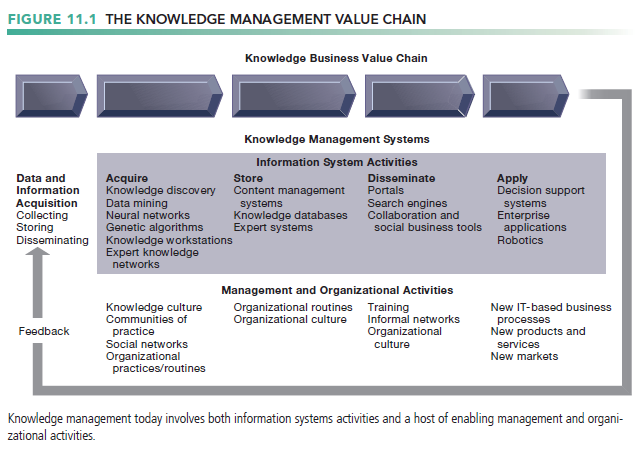 FIGURE 11.1 THE KNOWLEDGE MANAGEMENT VALUE CHAIN
Knowledge Business Value Chain
Knowledge Management Systems
Information System Activities
Data and
Information
Acquisition
Collecting
Storing
Disseminating
Acquire
Knowledge discovery
Data mining
Neural networks
Genetic algorithms
Knowledge workstations
Expert knowledge
networks
Store
Content management
systems
Knowledge databases
Expert systems
Disseminate
Portals
Search engines
Collaboration and
social business tools
Apply
Decision support
systems
Enterprise
applications
Robotics
Management and Organizational Activities
Feedback
Knowledge culture
Communities of
practice
Social networks
Organizational
practices/routines
Organizational routines
Organizational culture
Training
Informal networks
Organizational
culture
New IT-based business
processes
New products and
services
New markets
Knowledge management today involves both information systems activities and a host of enabling management and organi-
zational activities.